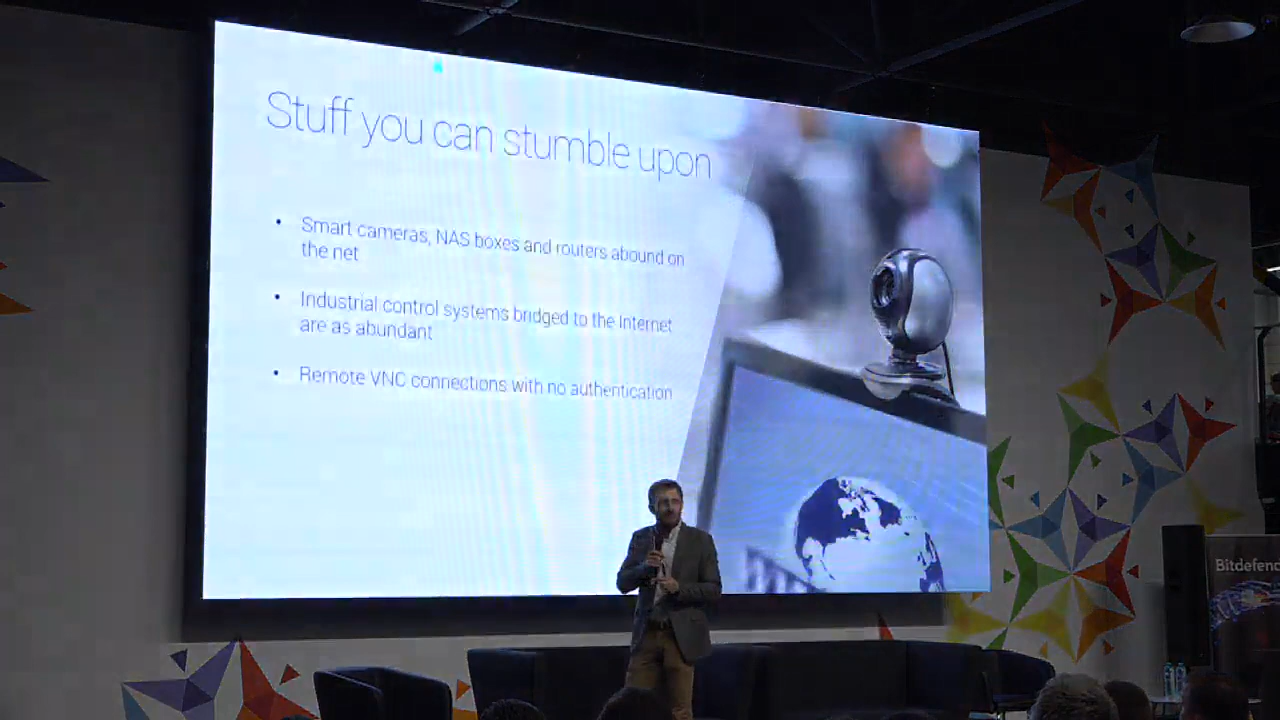 Stuff you can stumble upon
• Smart cameras, NAS boxes and routers abound on
the net
• Industrial control systems bridged to the Internet
are as abundant
• Remote VNC connections with no authentication
Bitdefend